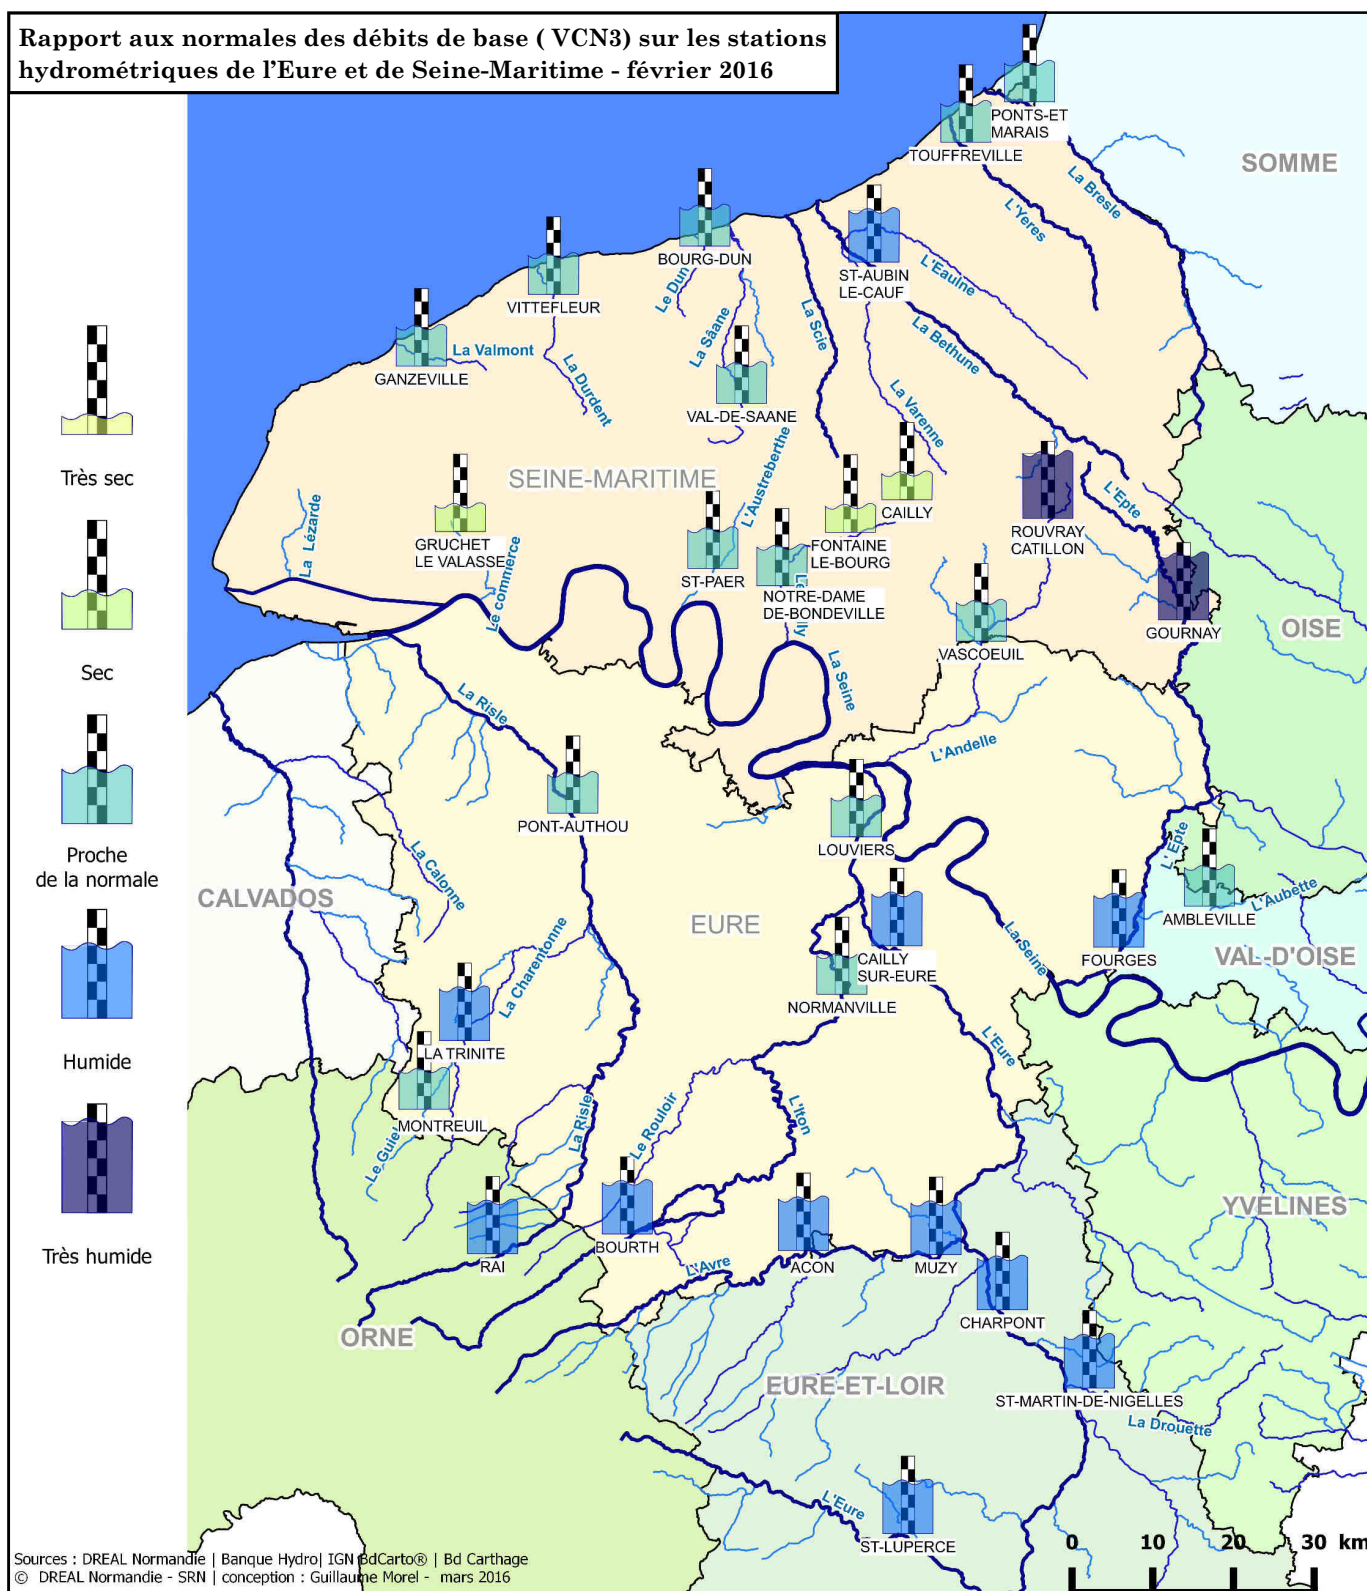 Rapport aux normales des débits de base ( VCN3) sur les stations
hydrométriques de l'Eure et de Seine-Maritime - février 2016
PONTS-ET
MARAIS
TOUFFREVILLE
SOMME
La Bresle
L'Yeres
BOURG-DUN
Le Dun
ST-AUBIN
LE-CAUF
L'Eaulne
VITTEFLEUR
La Sâane
La Scie
La Bethune
La Valmont
GANZEVILLE
La Durdent
VAL-DE-SAANE
La Varenne
Très sec
SEINE-MARITIME
L'Austreberthe
CAILLY
L'Epte
La Lézarde
GRUCHET
LE VALASSE
Le commerce
ST-PAER
FONTAINE
LE-BOURG
ROUVRAY
CATILLON
NOTRE-DAME
DE-BONDEVILLE
VASCOEUIL
GOURNAY
OISE
Sec
La Risle
La Seine
L'Andelle
PONT-AUTHOU
LOUVIERS
L'Epte
Proche
de la normale
La Calonne
CALVADOS
EURE
AMBLEVILLE
L'Aubette
La Charentonne
CAILLY
SUR-EURE
La Seine
FOURGES
VAL-D'OISE
NORMANVILLE
Humide
LA TRINITE
L'Eure
MONTREUIL
Le Guiel
La Risler
Le Rouloir
L'Iton
YVELINES
Très humide
RAI
BOURTH
L'Avre
ACON
MUZY
CHARPONT
ORNE
EURE-ET-LOIR
ST-MARTIN-DE-NIGELLES
La Drouette
L'Eure
ST-LUPERCE
0 10 20 30 km
Sources : DREAL Normandie | Banque Hydro| IGN BdCarto® | Bd Carthage
© DREAL Normandie - SRN | conception : Guillaume Morel - mars 2016